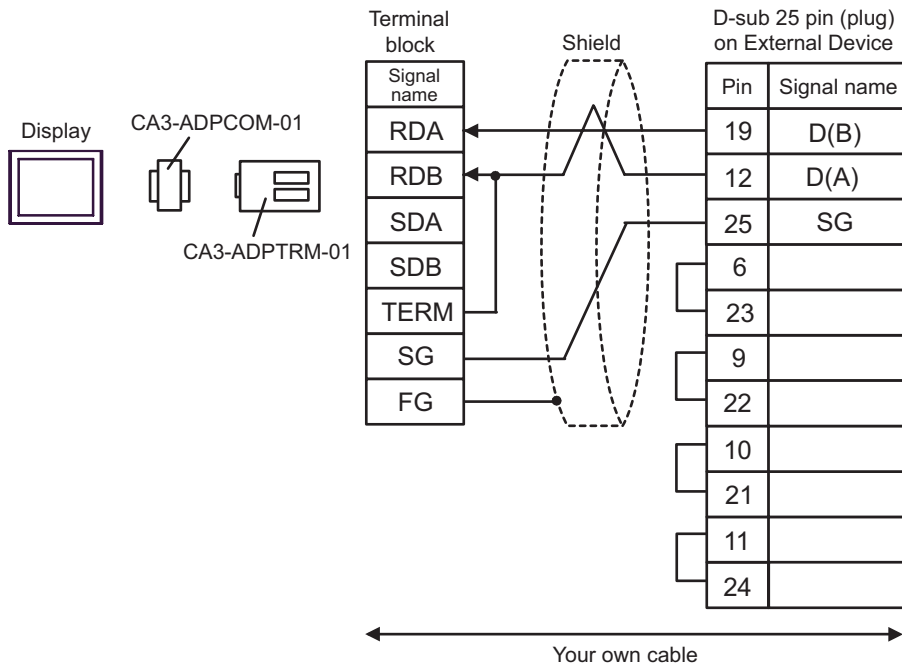 Terminal
block
Shield
D-sub 25 pin (plug)
on External Device
Signal
name
Pin Signal name
Display
CA3-ADPCOM-01
CA3-ADPTRM-01
RDA
RDB
SDA
SDB
TERM
SG
FG
19 D(B)
12 D(A)
25 SG
6
23
9
22
10
21
11
24
Your own cable